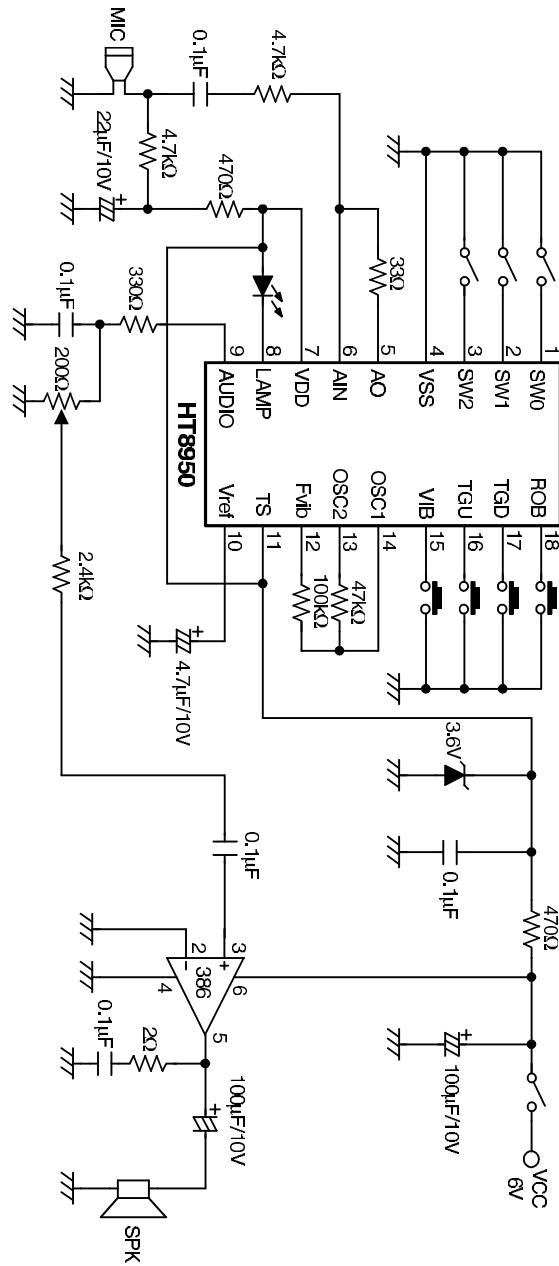 VCC
6V
470Ω
100μF/10V
0.1μF
3.6V
1
SW0
ROB
18
2
SW1
TGD
17
3
SW2
TGU
16
4
VSS
VIB
15
5
AO
OSC1
14
6
AIN
OSC2
13
7
VDD
Fvib
12
8
LAMP
TS
11
9
AUDIO
Vref
10
HT8950
33Ω
4.7kΩ
0.1μF
470Ω
4.7kΩ
MIC
22μF/10V
+
330Ω
0.1μF
200Ω
2.4kΩ
47kΩ
100kΩ
+
4.7μF/10V
0.1μF
3
+
2
−
386
6
4
5
2Ω
0.1μF
+
100μF/10V
SPK
+